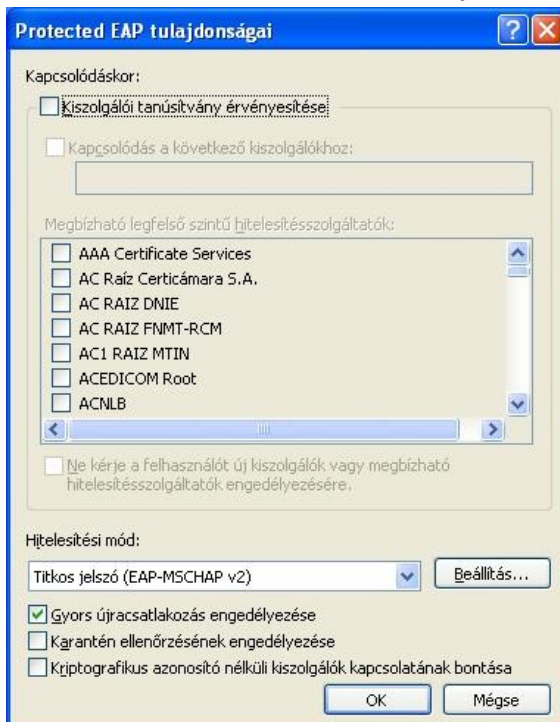 Protected EAP tulajdonságai
Kapcsolódáskor:
Kiszolgálói tanúsítvány érvényesítése
Kapcsolódás a következő kiszolgálókhoz:
Megbízható legfelső szintű hitelesítésszolgáltatók:
AAA Certificate Services
AC Raíz Certicámara S.A.
AC RAIZ DNIE
AC RAIZ FNMT-RCM
AC1 RAIZ MTIN
ACEDICOM Root
ACNLB
Ne kérje a felhasználót új kiszolgálók vagy megbízható
hitelesítésszolgáltatók engedélyezésére.
Hitelesítési mód:
Titkos jelszó (EAP-MSCHAP v2)
Beállítás...
Gyors újracsatlakozás engedélyezése
Karantén ellenőrzésének engedélyezése
Kriptografikus azonosító nélküli kiszolgálók kapcsolatának bontása
OK
Mégse